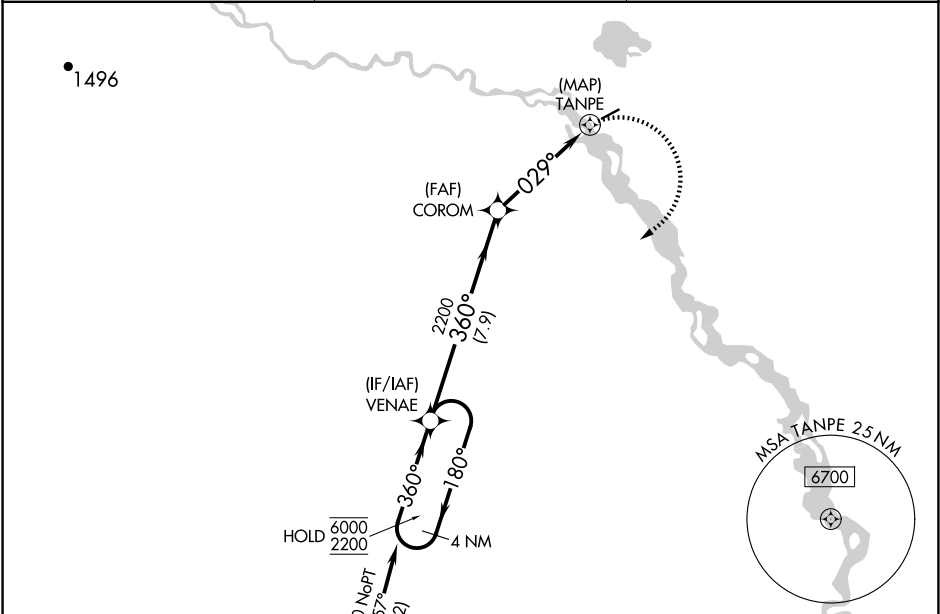 1496
(MAP)
TANPE
029°
(FAF)
COROM
2200
360°
(7.9)
(IF/IAF)
VENAE
360°
180°
HOLD 6000
2200
4 NM
NoPT
MSA TANPE 25 NM
6700